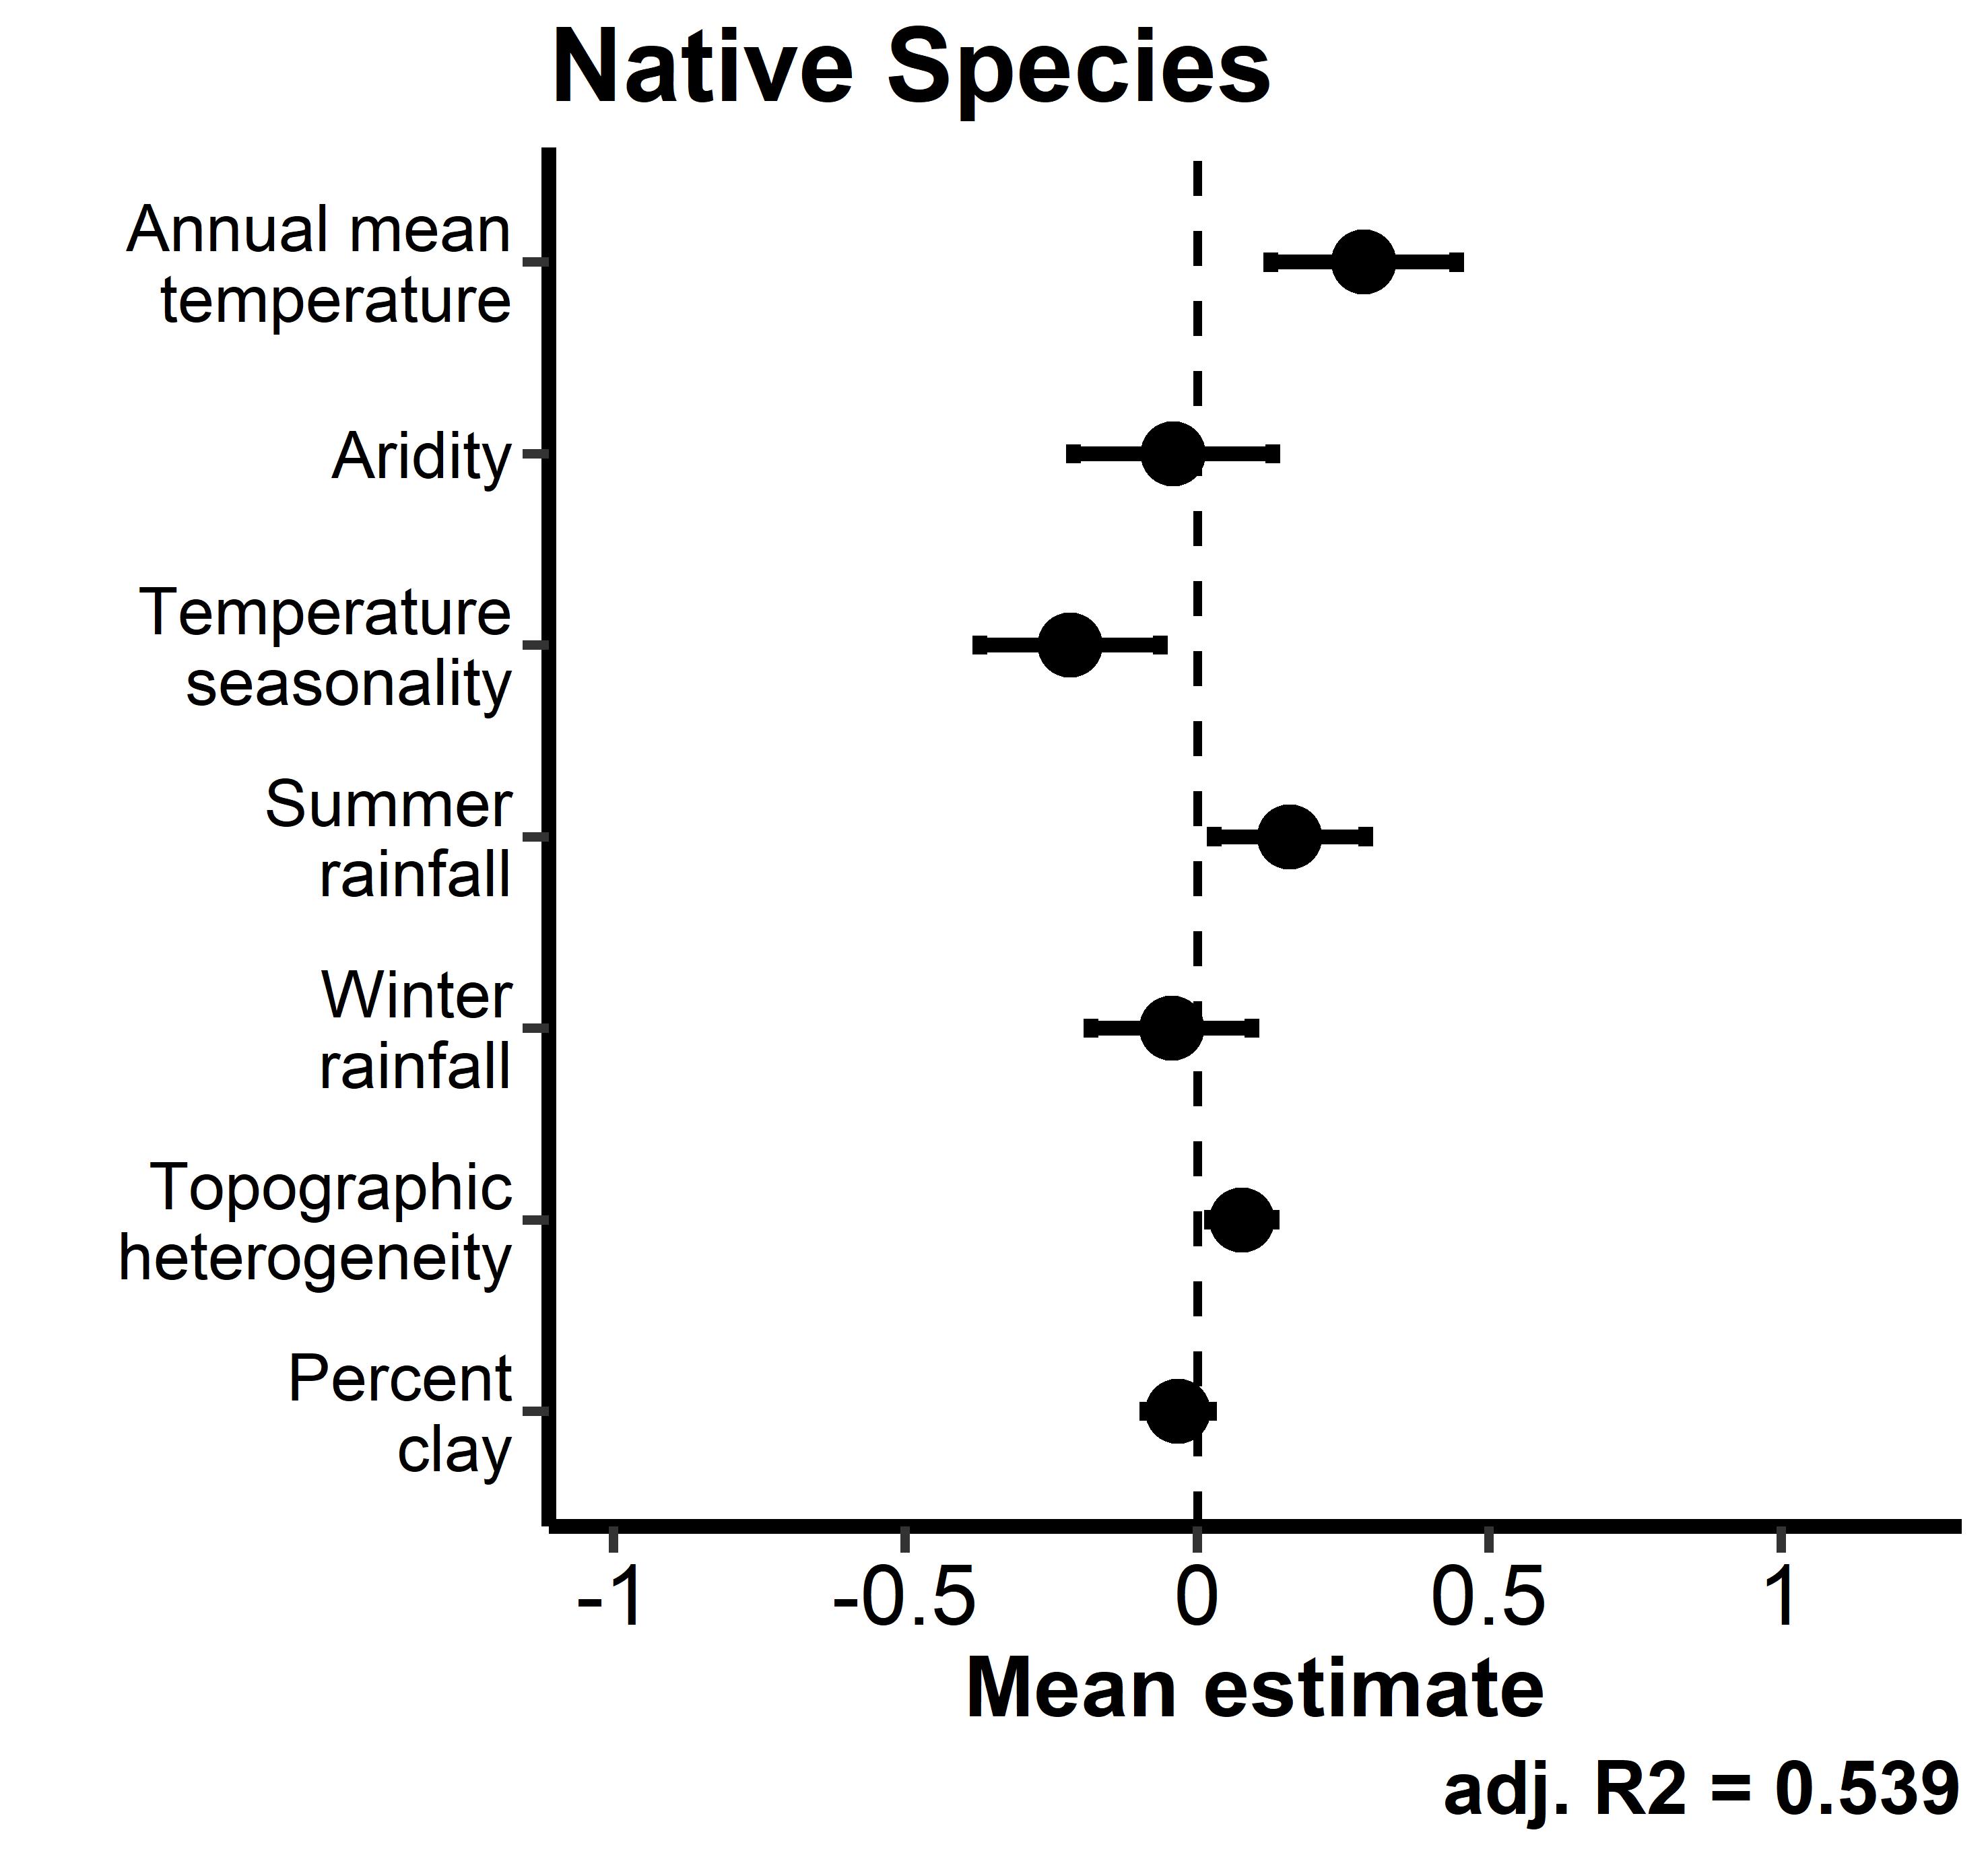 Native Species
Annual mean
temperature
Aridity
Temperature
seasonality
Summer
rainfall
Winter
rainfall
Topographic
heterogeneity
Percent
clay
-1 -0.5 0 0.5 1
Mean estimate
adj. R2 = 0.539